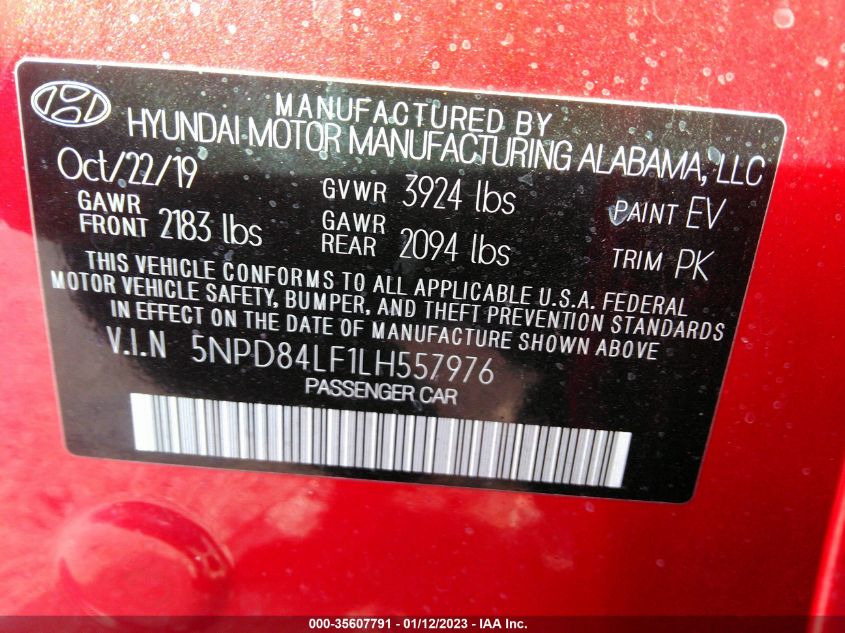 MANUFACTURED BY
HYUNDAI MOTOR MANUFACTURING ALABAMA, LLC
Oct/22/19
GVWR 3924 lbs
PAINT EV
GAWR FRONT 2183 lbs
GAWR REAR 2094 lbs
TRIM PK
THIS VEHICLE CONFORMS TO ALL APPLICABLE U.S.A. FEDERAL
MOTOR VEHICLE SAFETY, BUMPER, AND THEFT PREVENTION STANDARDS
IN EFFECT ON THE DATE OF MANUFACTURE SHOWN ABOVE
V.I.N 5NPD84LF1LH557976
PASSENGER CAR
000-35607791 - 01/12/2023 - IAA Inc.